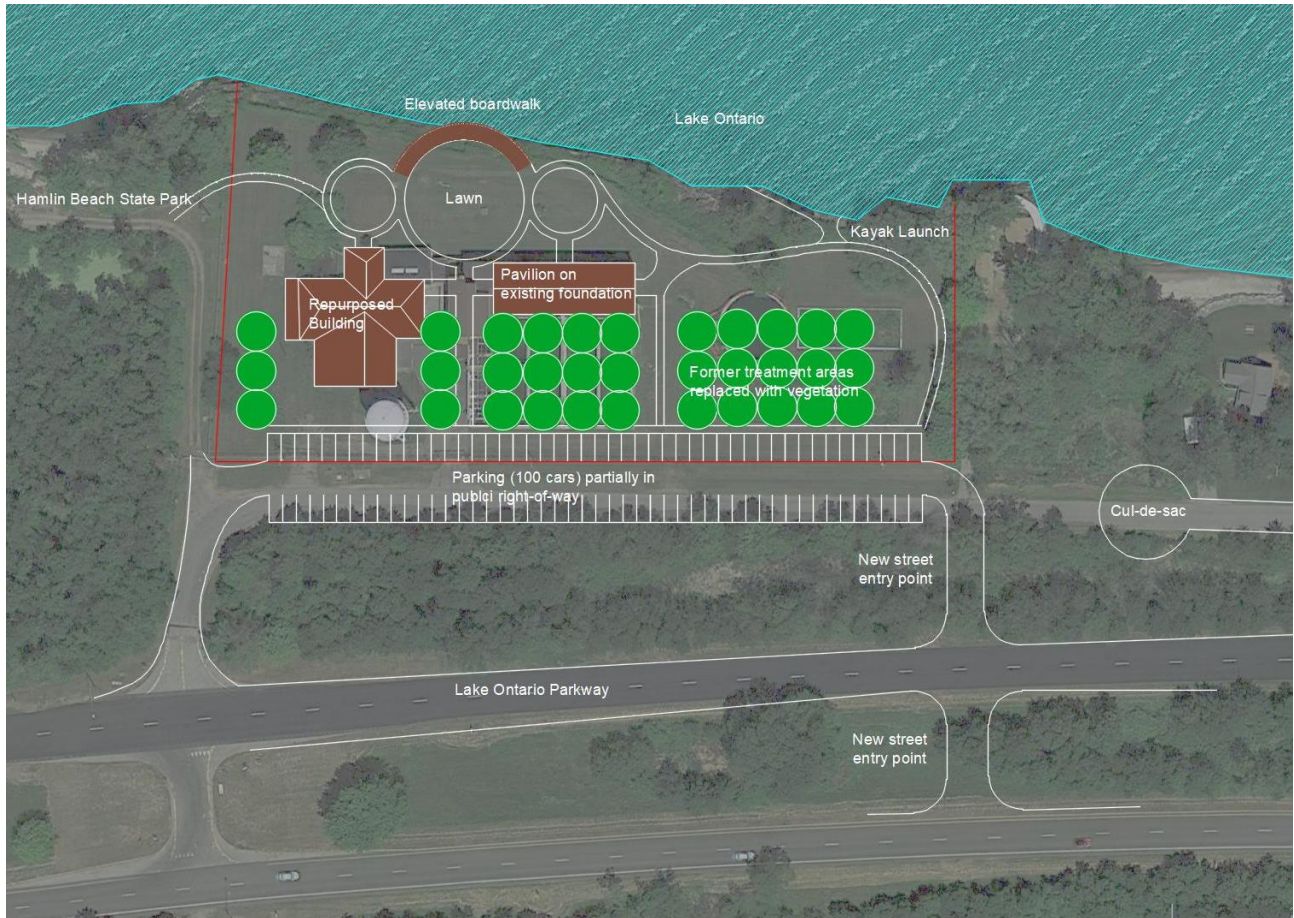 Elevated boardwalk
Lake Ontario
Hamlin Beach State Park
Lawn
Kayak Launch
Pavilion on
existing foundation
Repurposed
Building
Former treatment areas
replaced with vegetation
Parking (100 cars) partially in
publci right-of-way
Cul-de-sac
New street
entry point
Lake Ontario Parkway
New street
entry point